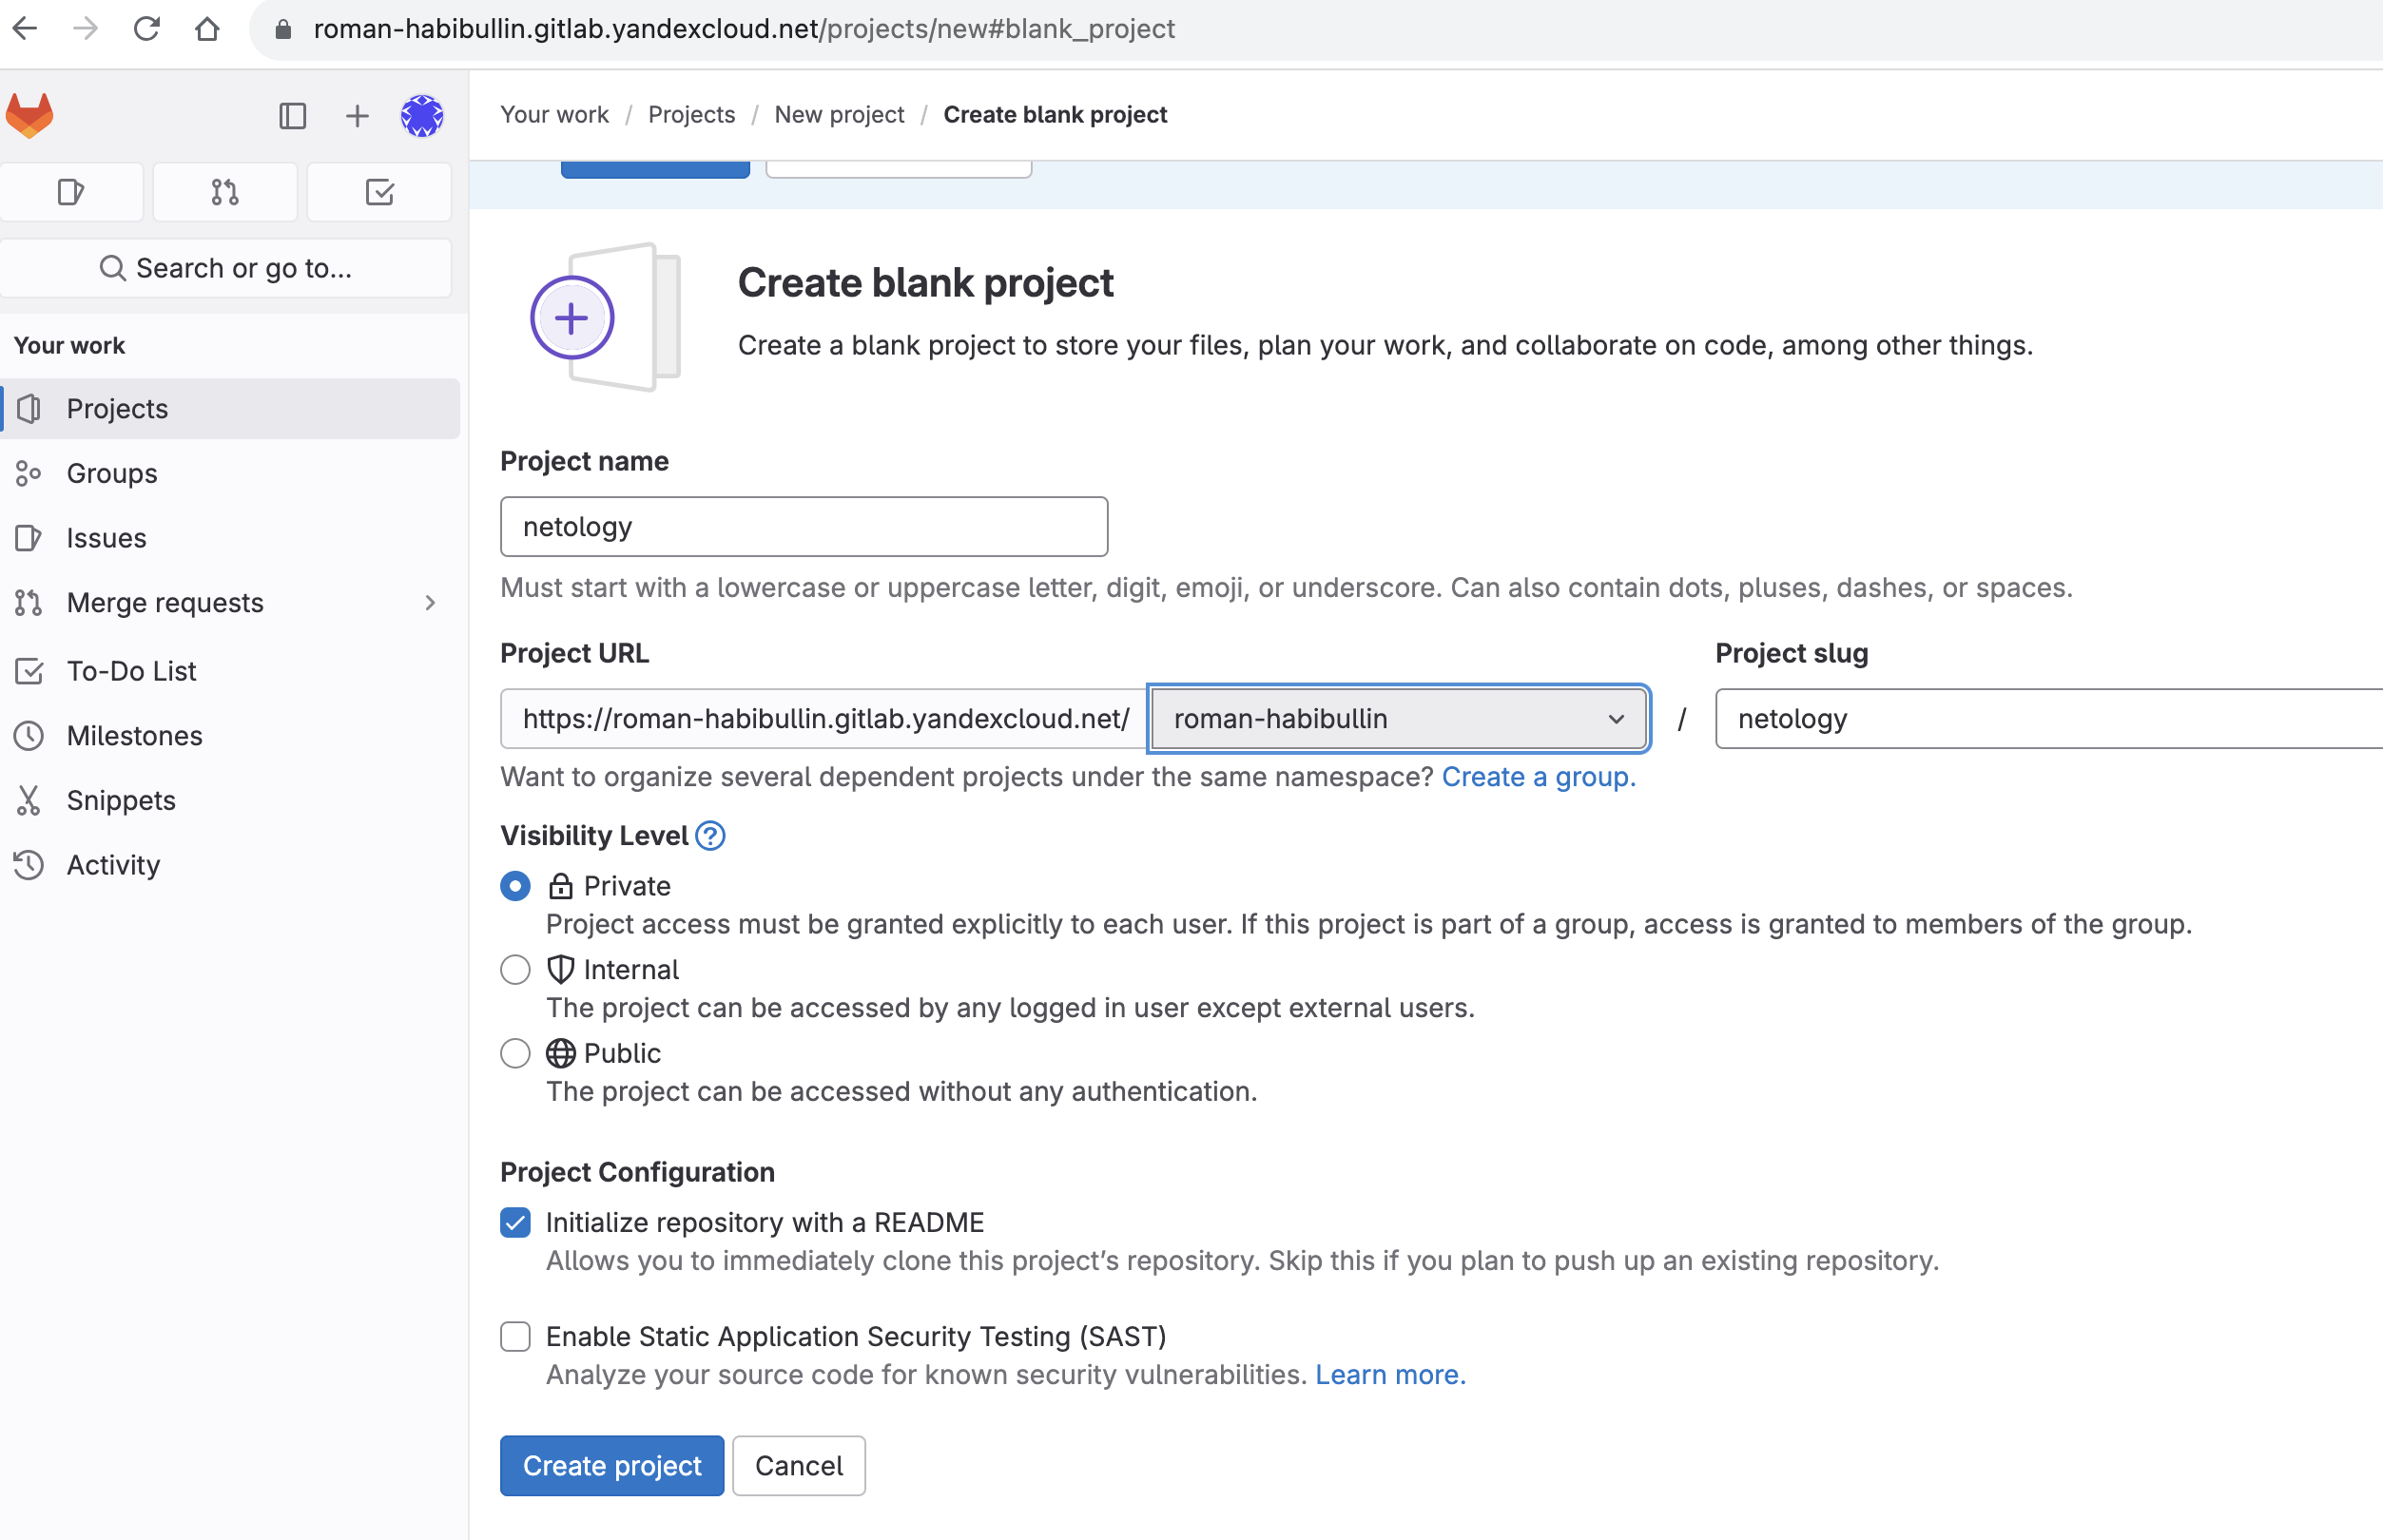 roman-habibullin.gitlab.yandexcloud.net/projects/new#blank_project
Your work / Projects / New project / Create blank project
Search or go to...
Your work
Projects
Groups
Issues
Merge requests
To-Do List
Milestones
Snippets
Activity
Create blank project
Create a blank project to store your files, plan your work, and collaborate on code, among other things.
Project name
netology
Must start with a lowercase or uppercase letter, digit, emoji, or underscore. Can also contain dots, pluses, dashes, or spaces.
Project URL
https://roman-habibullin.gitlab.yandexcloud.net/ roman-habibullin /
Project slug
netology
Want to organize several dependent projects under the same namespace? Create a group.
Visibility Level
Private
Project access must be granted explicitly to each user. If this project is part of a group, access is granted to members of the group.
Internal
The project can be accessed by any logged in user except external users.
Public
The project can be accessed without any authentication.
Project Configuration
Initialize repository with a README
Allows you to immediately clone this project’s repository. Skip this if you plan to push up an existing repository.
Enable Static Application Security Testing (SAST)
Analyze your source code for known security vulnerabilities. Learn more.
Create project
Cancel